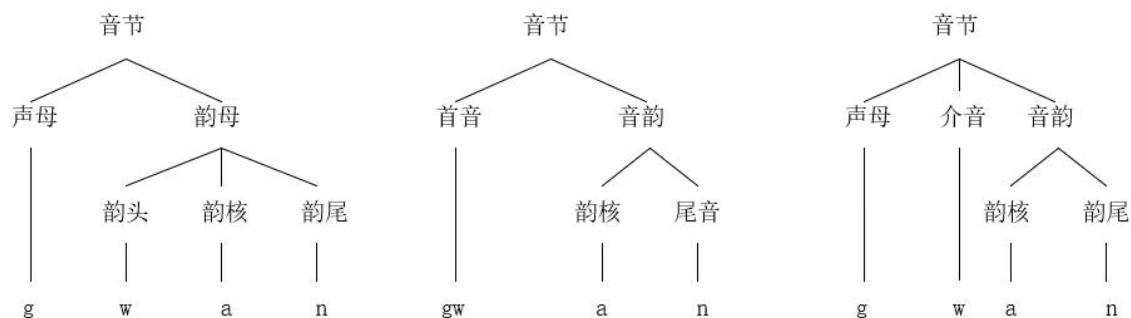 音节 音节 音节
声母 韵母 首音 音韵 声母 介音 音韵
韵头 韵核 韵尾 韵核 尾音 韵核 韵尾
g w a n gw a n g w a n